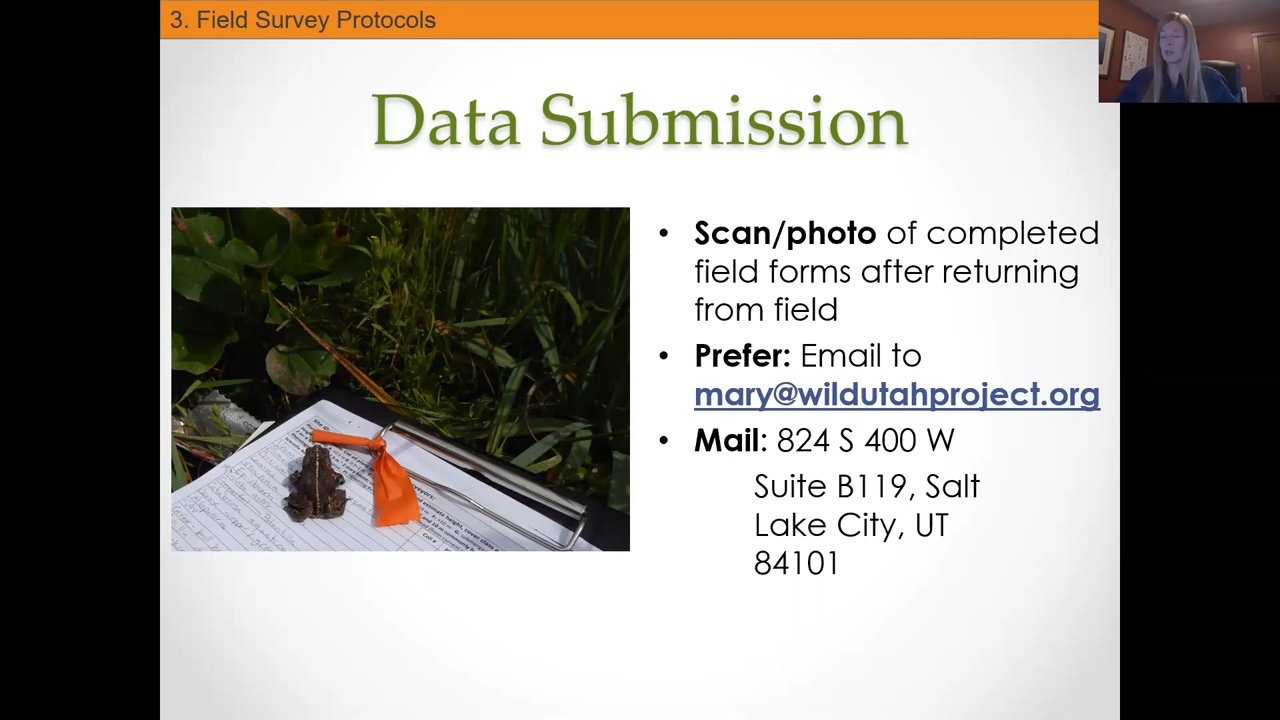 3. Field Survey Protocols
Data Submission
• Scan/photo of completed
field forms after returning
from field
• Prefer: Email to
mary@wildutahproject.org
• Mail: 824 S 400 W
Suite B119, Salt
Lake City, UT
84101